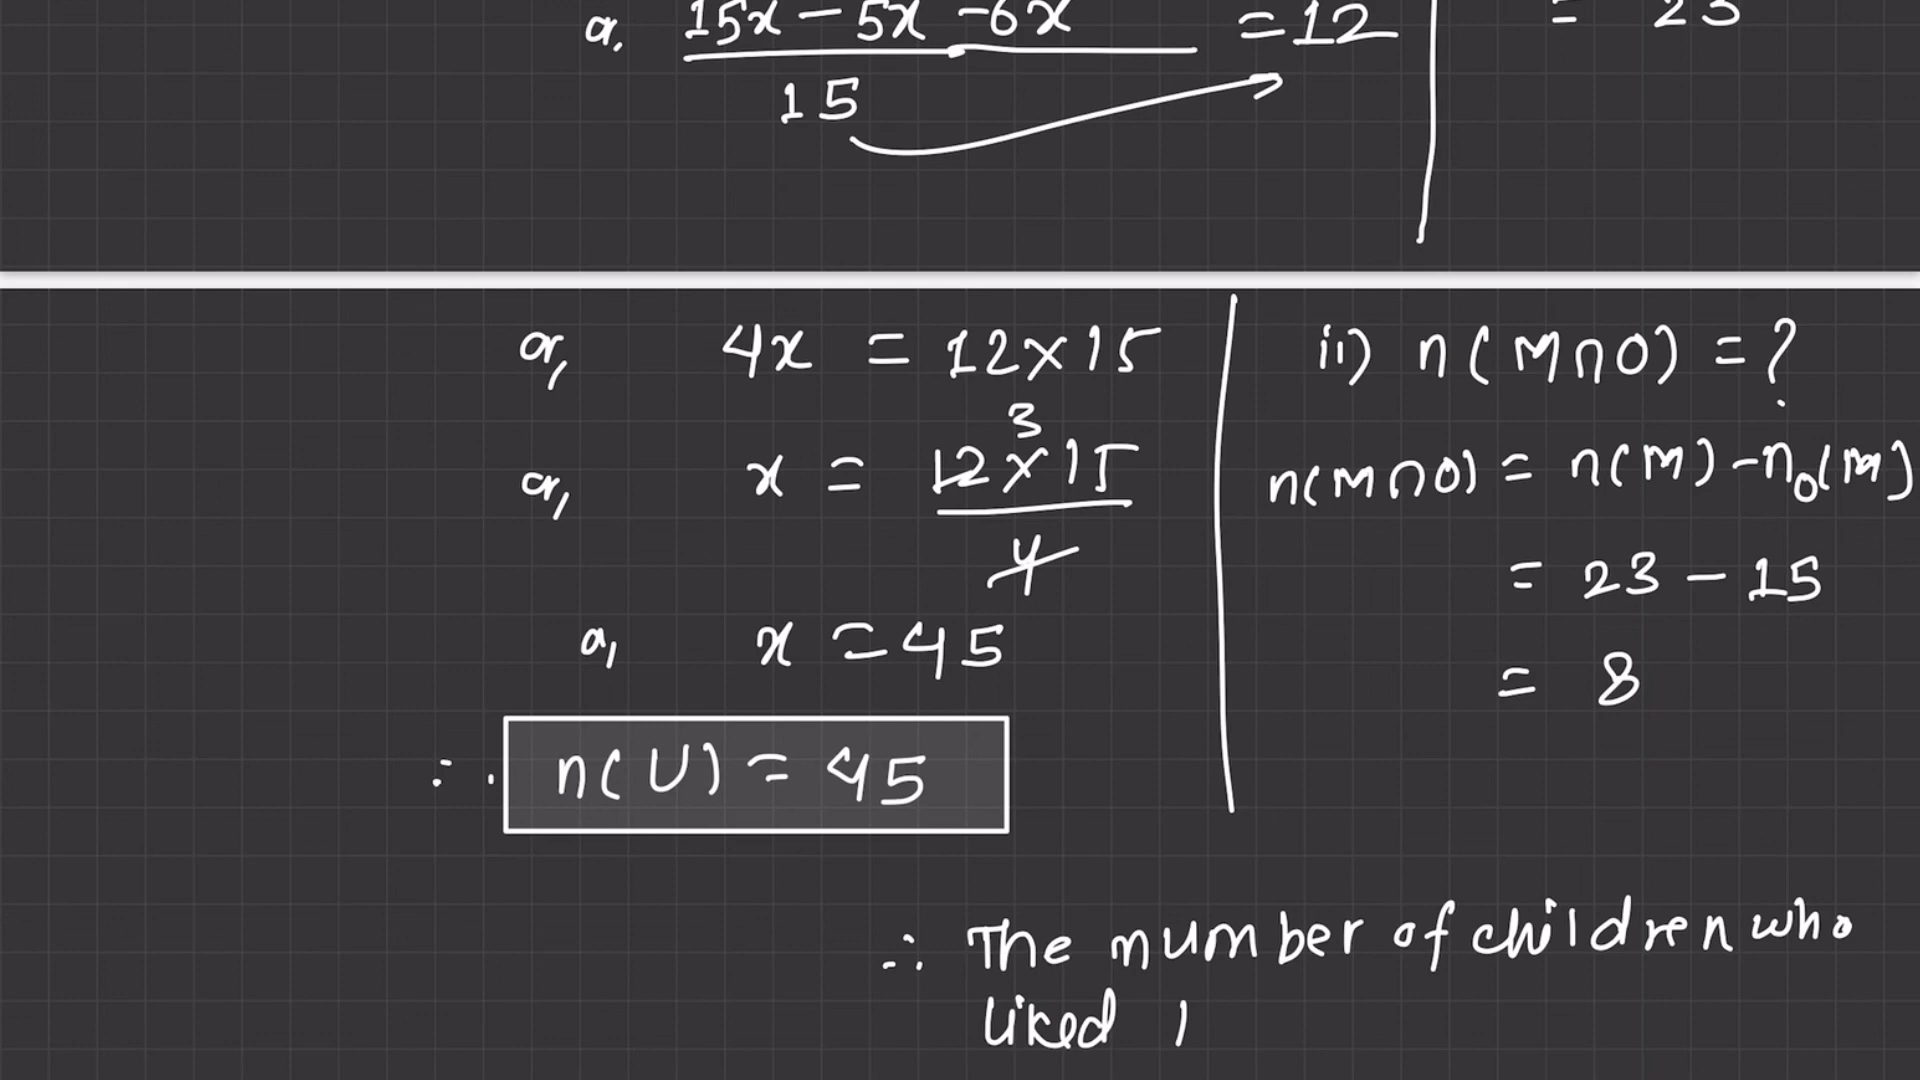 or, 15x - 5x - 6x = 12
15
= 23
or, 4x = 12 × 15
or, x = 12 × 15
3
4
or, x = 45
∴ n(U) = 45
ii) n(M∩O) = ?
n(M∩O) = n(M) - n₀(M)
= 23 - 15
= 8
∴ The number of children who
liked